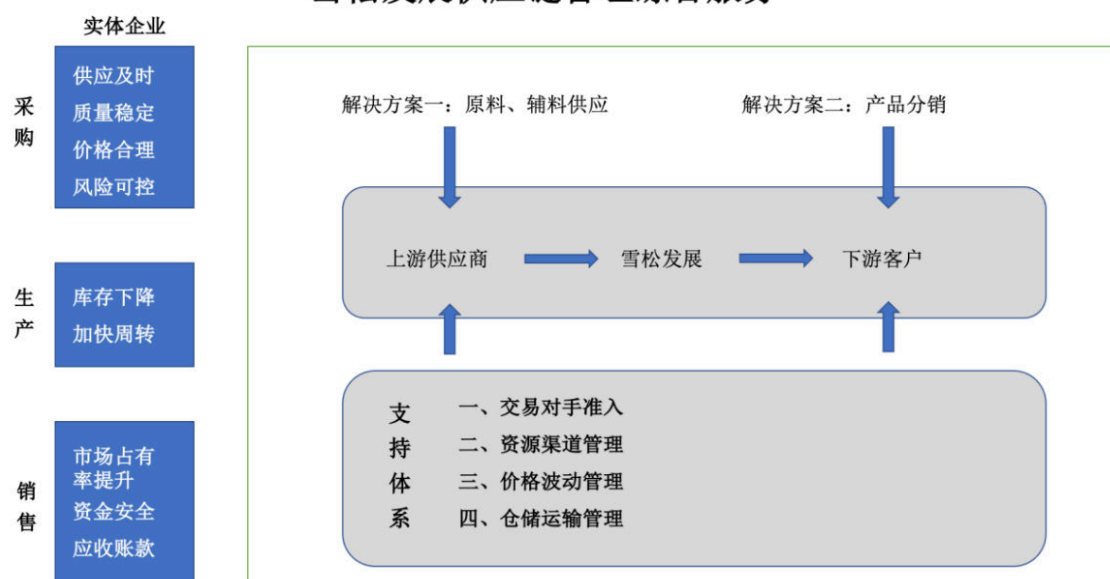 实体企业
采购
供应及时
质量稳定
价格合理
风险可控
生产
库存下降
加快周转
销售
市场占有
率提升
资金安全
应收账款
解决方案一：原料、辅料供应
解决方案二：产品分销
上游供应商
雪松发展
下游客户
支持体系
一、交易对手准入
二、资源渠道管理
三、价格波动管理
四、仓储运输管理